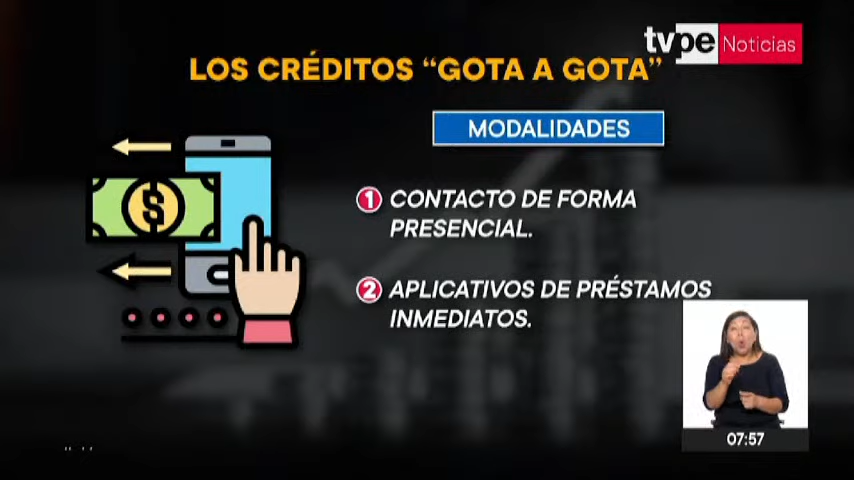 tvpe Noticias
LOS CRÉDITOS “GOTA A GOTA”
MODALIDADES
1 CONTACTO DE FORMA
PRESENCIAL.
2 APLICATIVOS DE PRÉSTAMOS
INMEDIATOS.
$
07:57